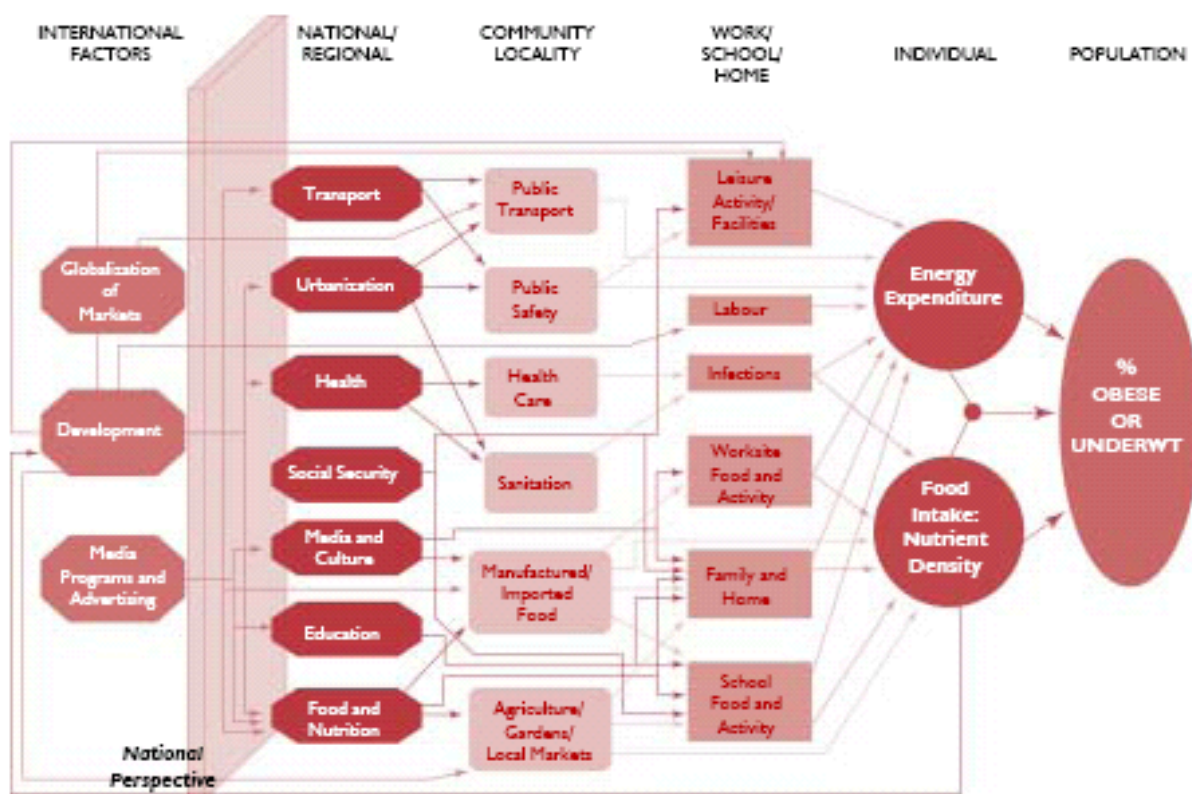 INTERNATIONAL
FACTORS
NATIONAL/
REGIONAL
COMMUNITY
LOCALITY
WORK/
SCHOOL/
HOME
INDIVIDUAL
POPULATION
Globalization
of
Markets
Development
Media
Programs and
Advertising
National
Perspective
Transport
Urbanization
Health
Social Security
Media and
Culture
Education
Food and
Nutrition
Public
Transport
Public
Safety
Health
Care
Sanitation
Manufactured/
Imported
Food
Agriculture/
Gardens/
Local Markets
Leisure
Activity/
Facilities
Labour
Infections
Worksite
Food and
Activity
Family and
Home
School
Food and
Activity
Energy
Expenditure
Food
Intake:
Nutrient
Density
%
OBESE
OR
UNDERWT